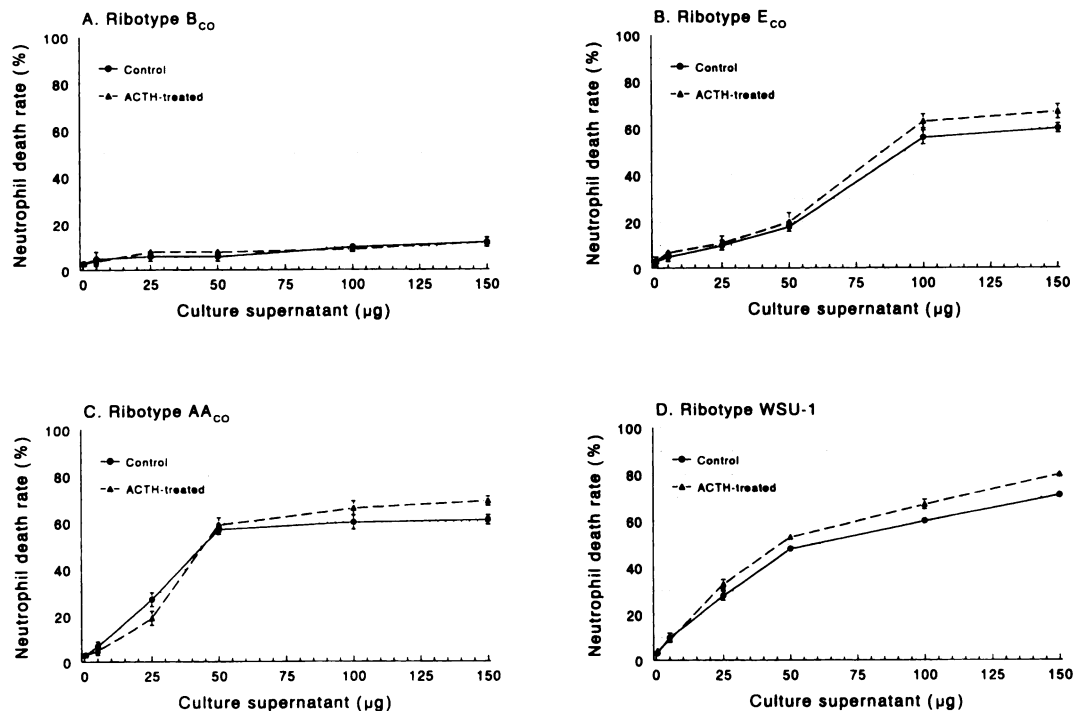 A. Ribotype BCO
Neutrophil death rate (%)
100
80
60
40
20
0
Control
ACTH-treated
0 25 50 75 100 125 150
Culture supernatant (µg)
B. Ribotype ECO
Neutrophil death rate (%)
100
80
60
40
20
0
Control
ACTH-treated
0 25 50 75 100 125 150
Culture supernatant (µg)
C. Ribotype AACO
Neutrophil death rate (%)
100
80
60
40
20
0
Control
ACTH-treated
0 25 50 75 100 125 150
Culture supernatant (µg)
D. Ribotype WSU-1
Neutrophil death rate (%)
100
80
60
40
20
0
Control
ACTH-treated
0 25 50 75 100 125 150
Culture supernatant (µg)